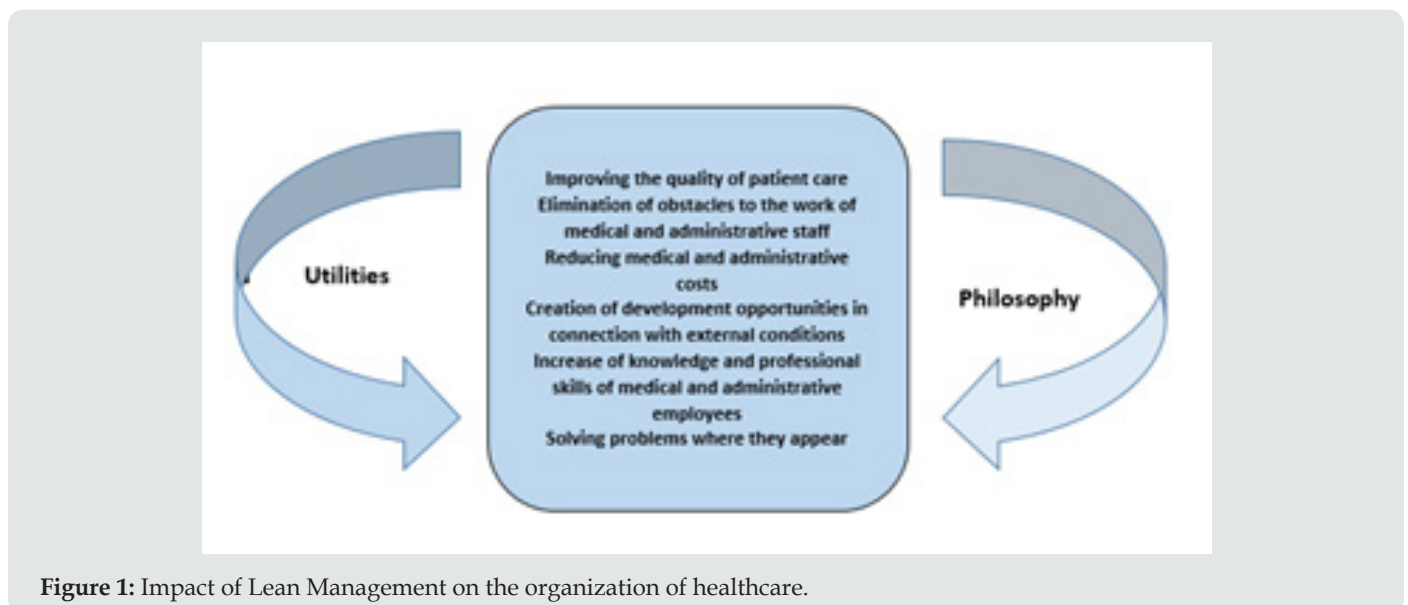 Improving the quality of patient care
Elimination of obstacles to the work of
medical and administrative staff
Reducing medical and administrative
costs
Creation of development opportunities in
connection with external conditions
Increase of knowledge and professional
skills of medical and administrative
employees
Solving problems where they appear
Utilities
Philosophy
Figure 1: Impact of Lean Management on the organization of healthcare.